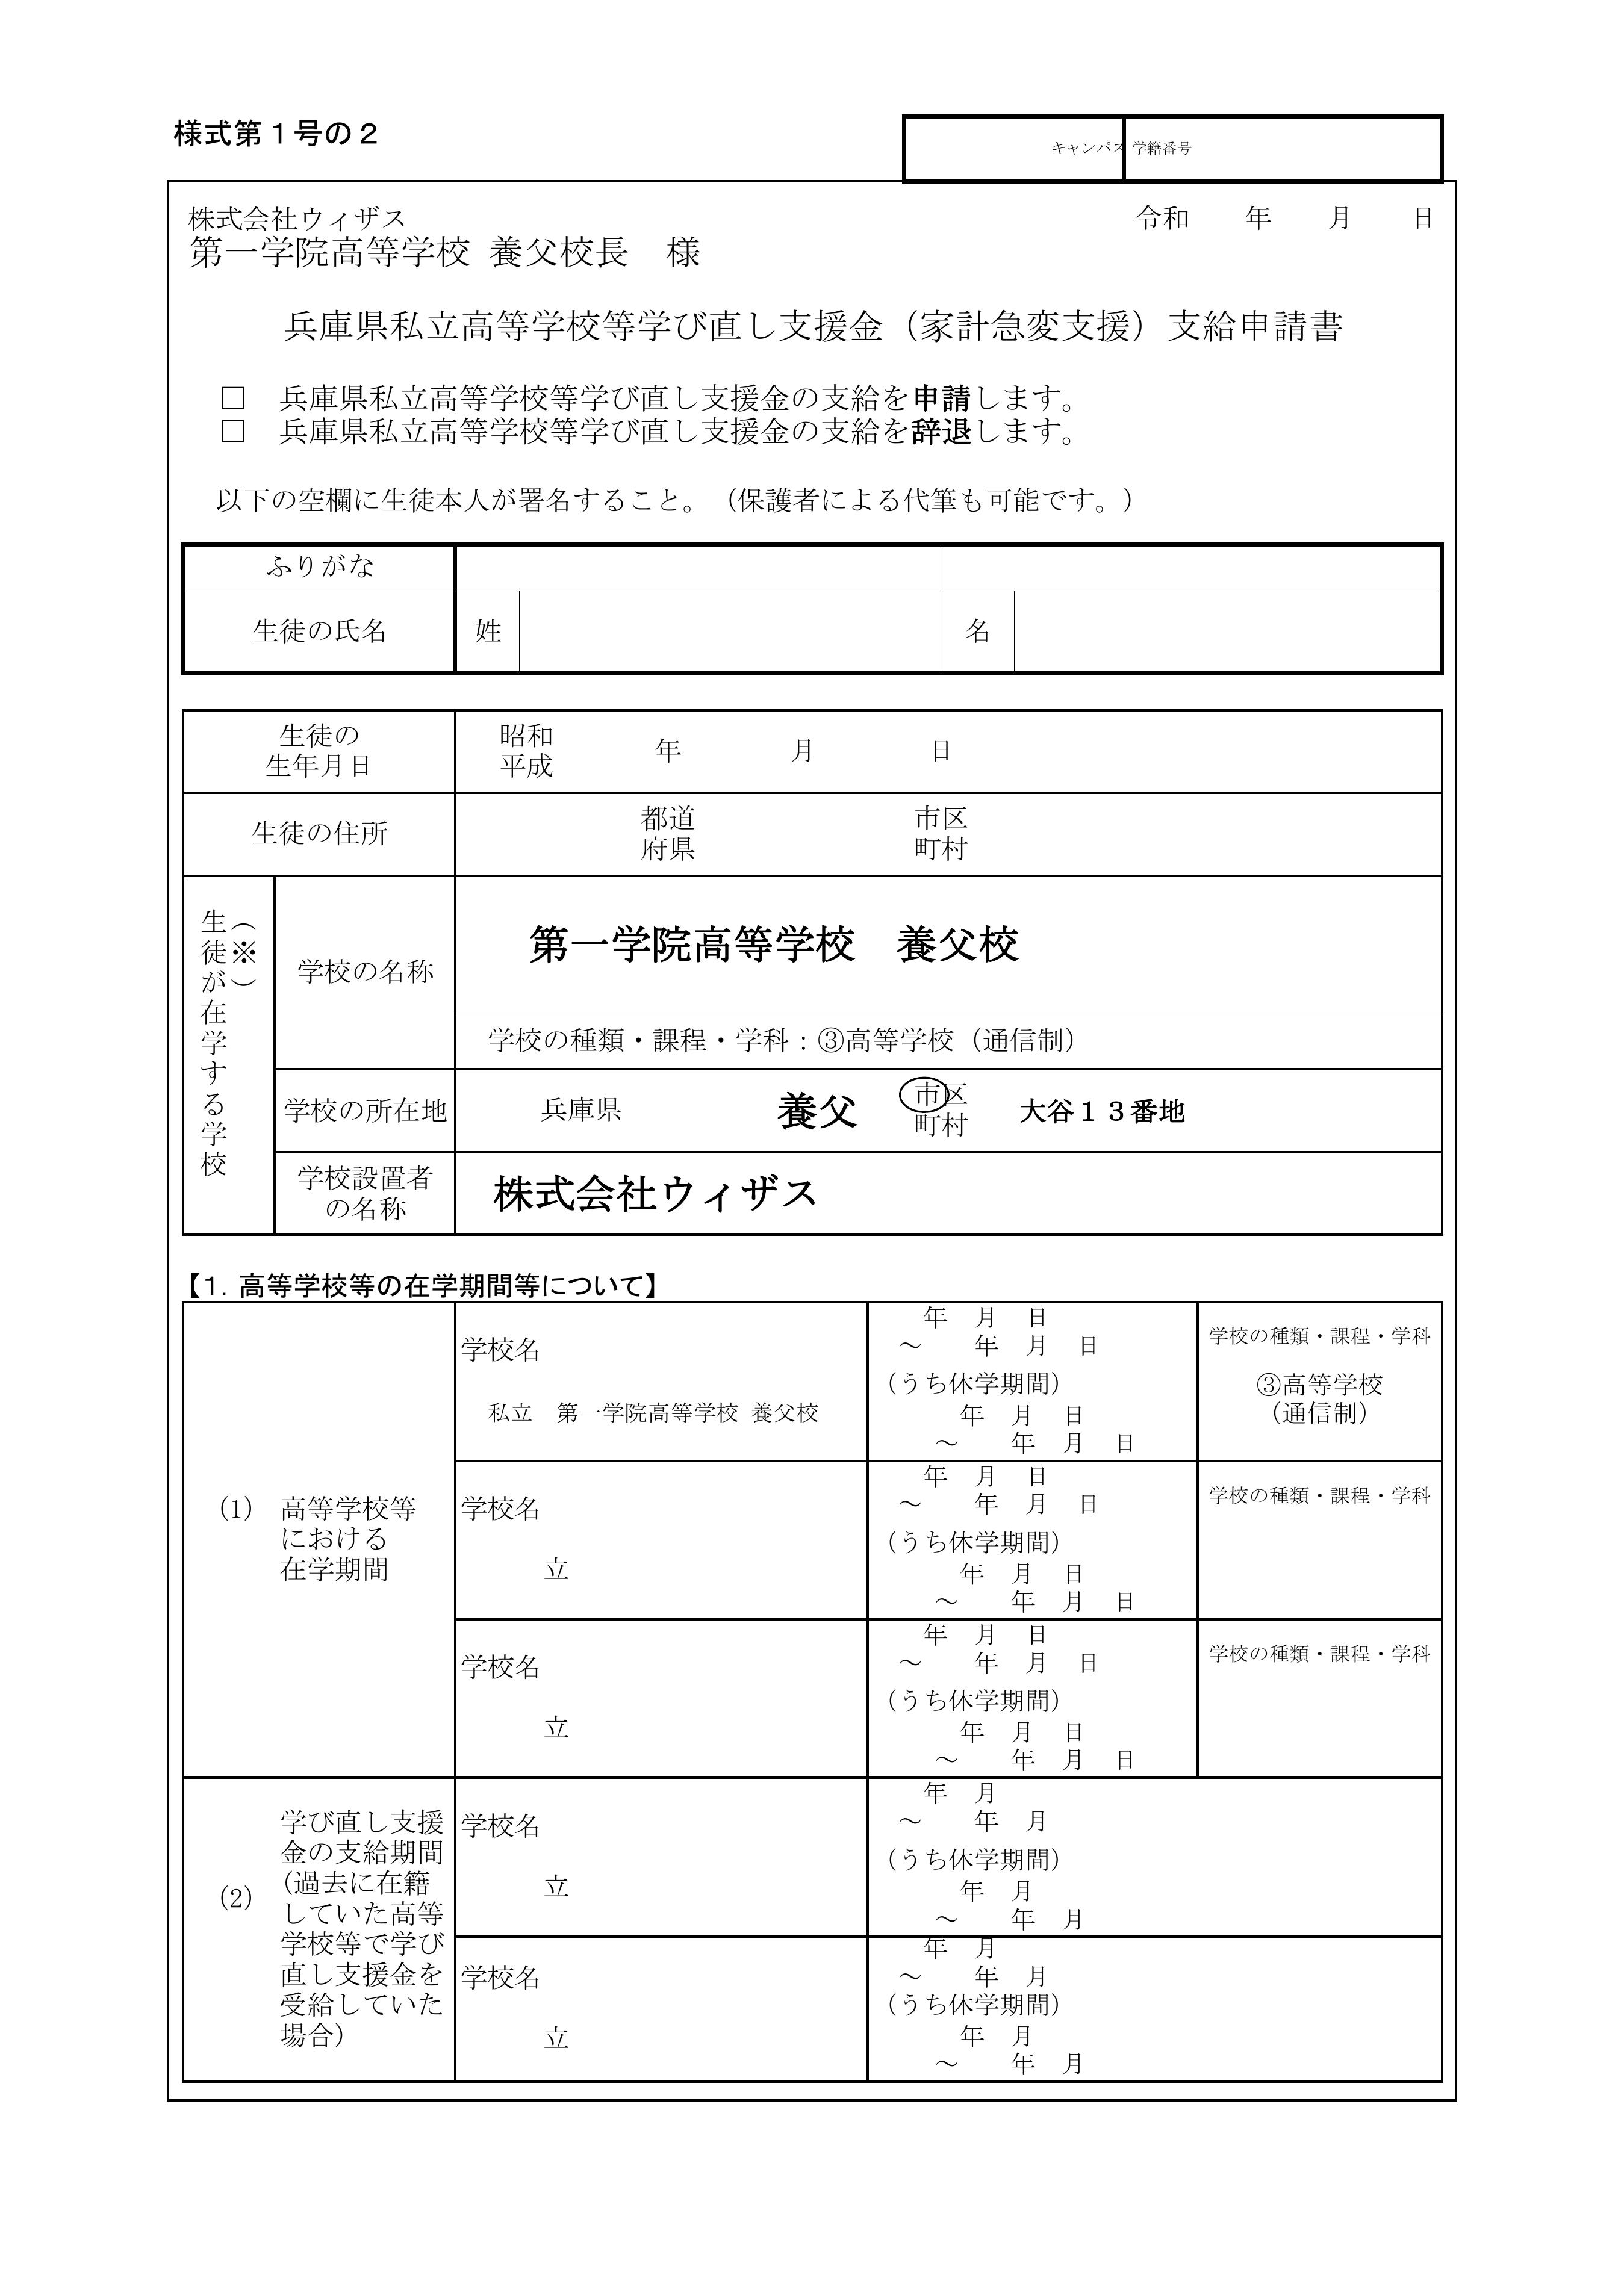 様式第１号の２
キャンパス 学籍番号
株式会社ウィザス
令和　　年　　月　　日
第一学院高等学校 養父校長　様
兵庫県私立高等学校等学び直し支援金（家計急変支援）支給申請書
□　兵庫県私立高等学校等学び直し支援金の支給を申請します。
□　兵庫県私立高等学校等学び直し支援金の支給を辞退します。
以下の空欄に生徒本人が署名すること。（保護者による代筆も可能です。）
ふりがな
生徒の氏名　姓　名
生徒の
生年月日
昭和
平成
年　月　日
生徒の住所
都道
府県
市区
町村
生徒が在学する学校
（※）
学校の名称
第一学院高等学校　養父校
学校の種類・課程・学科：③高等学校（通信制）
学校の所在地
兵庫県
養父
市区
町村
大谷１３番地
学校設置者
の名称
株式会社ウィザス
【1．高等学校等の在学期間等について】
(1)
高等学校等
における
在学期間
学校名
私立　第一学院高等学校 養父校
年　月　日
～　年　月　日
（うち休学期間）
年　月　日
～　年　月　日
学校の種類・課程・学科
③高等学校
（通信制）
学校名
立
年　月　日
～　年　月　日
（うち休学期間）
年　月　日
～　年　月　日
学校の種類・課程・学科
学校名
立
年　月　日
～　年　月　日
（うち休学期間）
年　月　日
～　年　月　日
学校の種類・課程・学科
(2)
学び直し支援
金の支給期間
（過去に在籍
していた高等
学校等で学び
直し支援金を
受給していた
場合）
学校名
立
年　月
～　年　月
（うち休学期間）
年　月
～　年　月
学校名
立
年　月
～　年　月
（うち休学期間）
年　月
～　年　月